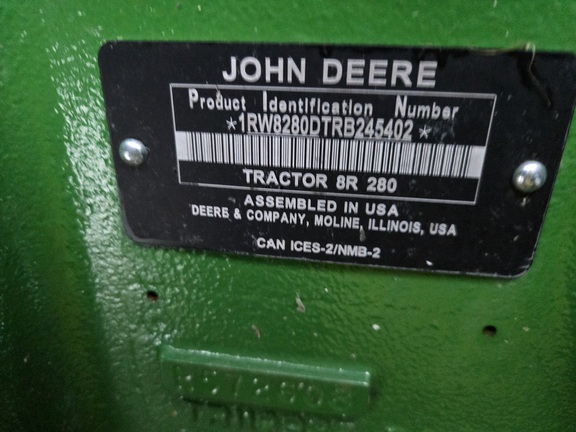 JOHN DEERE
Product Identification Number
*1RW8280DTRB245402*
TRACTOR 8R 280
ASSEMBLED IN USA
DEERE & COMPANY, MOLINE, ILLINOIS, USA
CAN ICES-2/NMB-2